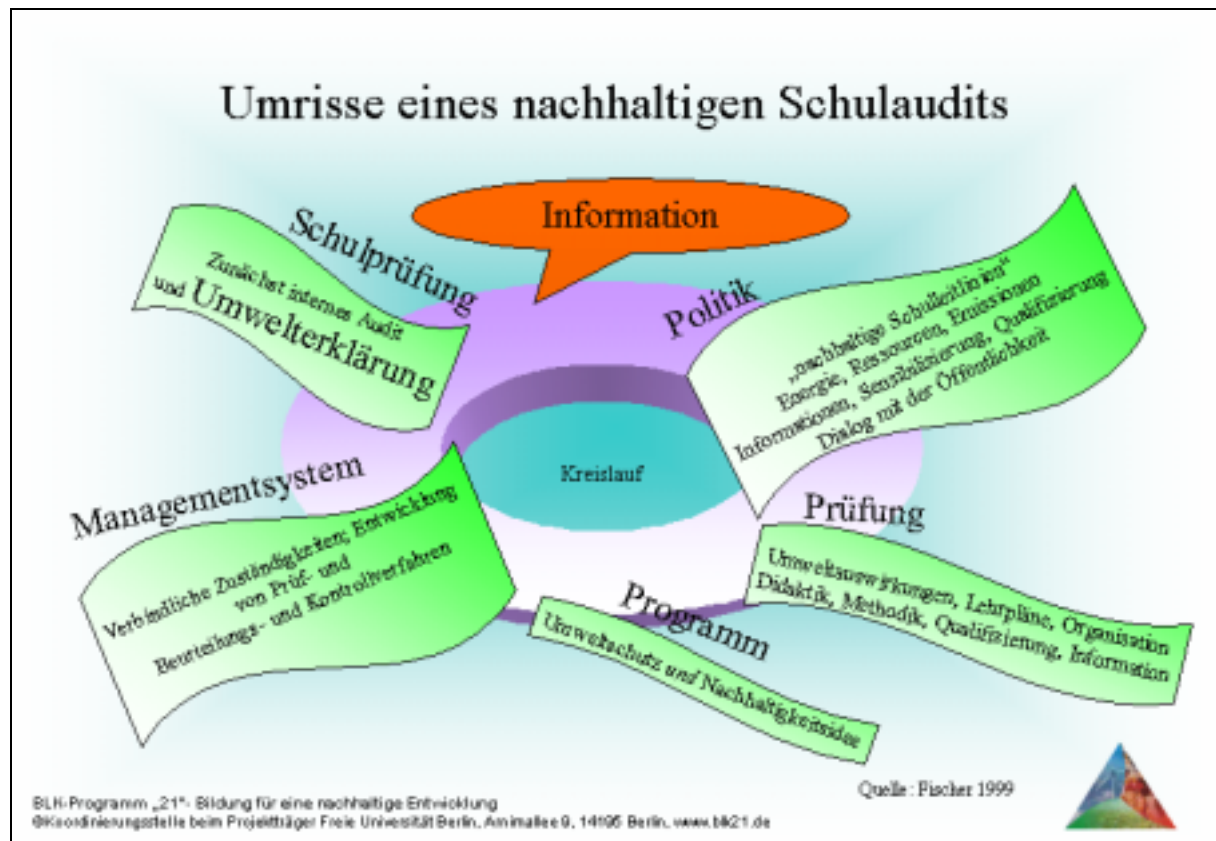 Umrisse eines nachhaltigen Schulaudits
Information
Schulprüfung
Zunächst internes Audit
und Umwelterklärung
Politik
„nachhaltige Schulleitlinien“
Energie, Ressourcen, Emissionen
Informationen, Sensibilisierung, Qualifizierung
Dialog mit der Öffentlichkeit
Kreislauf
Managementsystem
Verbindliche Zuständigkeiten; Entwicklung
von Prüf- und
Beurteilungs- und Kontrollverfahren
Prüfung
Umweltauswirkungen, Lehrpläne, Organisation
Didaktik, Methodik, Qualifizierung, Information
Programm
Umweltschutz und Nachhaltigkeitsidee
Quelle: Fischer 1999
BLK-Programm „21“- Bildung für eine nachhaltige Entwicklung
©Koordinierungsstelle beim Projektträger Freie Universität Berlin, Arnimallee 9, 14195 Berlin, www.blk21.de